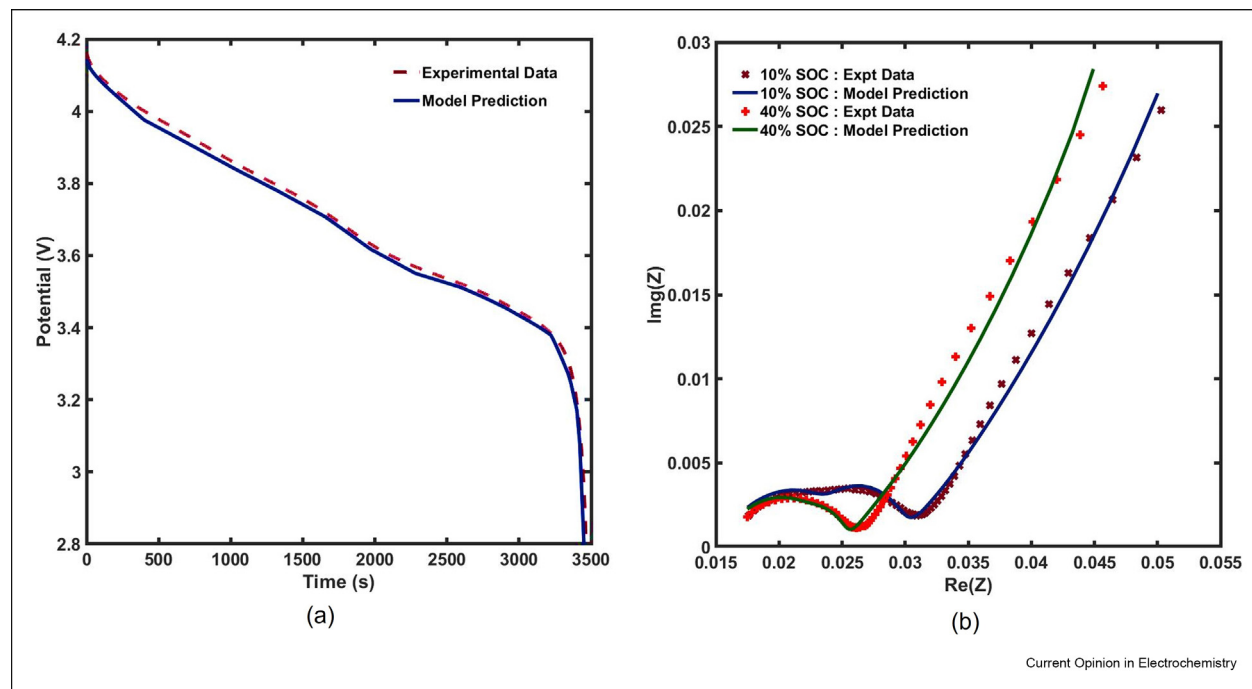 4.2
4
3.8
3.6
3.4
3.2
3
2.8
Potential (V)
0 500 1000 1500 2000 2500 3000 3500
Time (s)
Experimental Data
Model Prediction
(a)
0.03
0.025
0.02
0.015
0.01
0.005
0
Img(Z)
0.015 0.02 0.025 0.03 0.035 0.04 0.045 0.05 0.055
Re(Z)
10% SOC : Expt Data
10% SOC : Model Prediction
40% SOC : Expt Data
40% SOC : Model Prediction
(b)
Current Opinion in Electrochemistry